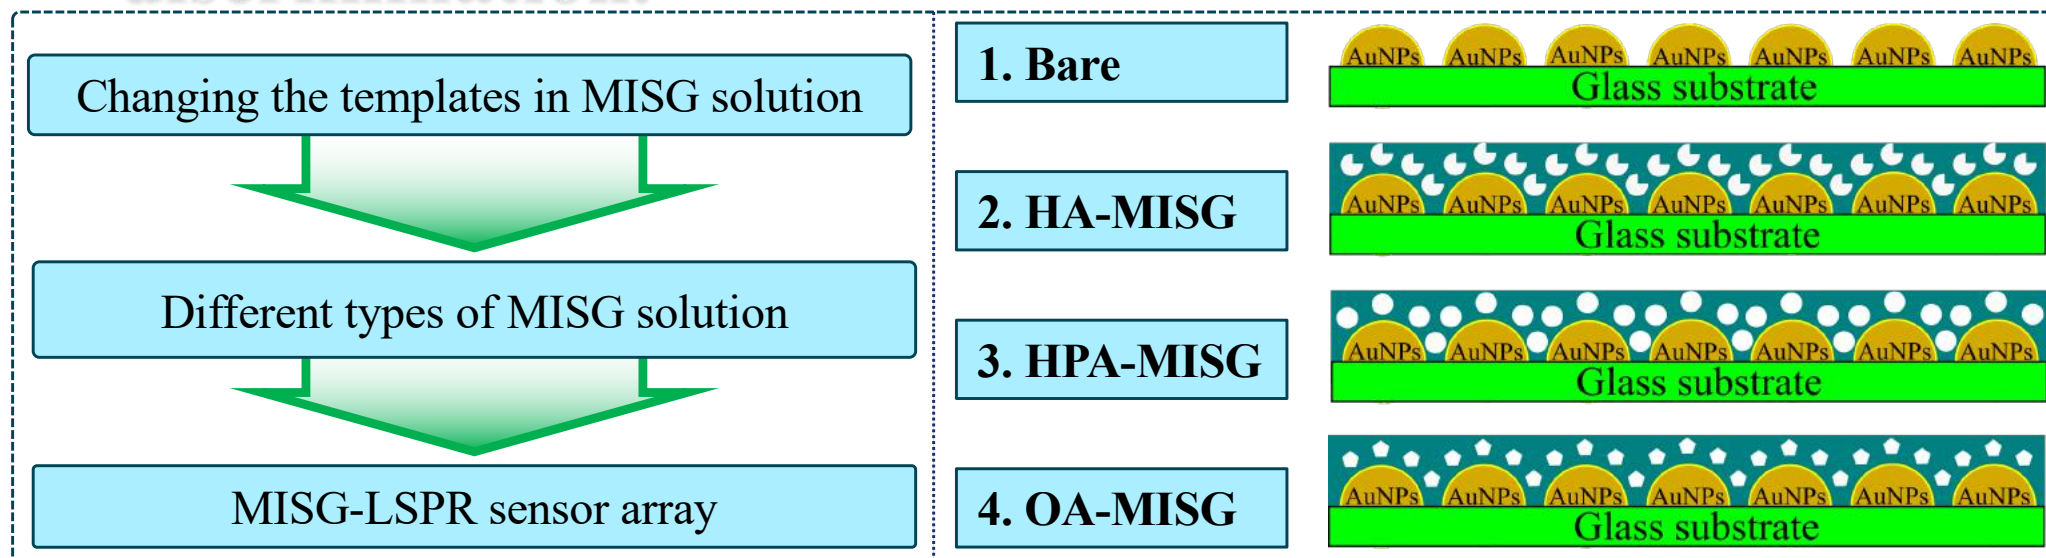 Changing the templates in MISG solution
Different types of MISG solution
MISG-LSPR sensor array
1. Bare
AuNPs AuNPs AuNPs AuNPs AuNPs AuNPs AuNPs
Glass substrate
2. HA-MISG
AuNPs AuNPs AuNPs AuNPs AuNPs AuNPs AuNPs
Glass substrate
3. HPA-MISG
AuNPs AuNPs AuNPs AuNPs AuNPs AuNPs AuNPs
Glass substrate
4. OA-MISG
AuNPs AuNPs AuNPs AuNPs AuNPs AuNPs AuNPs
Glass substrate